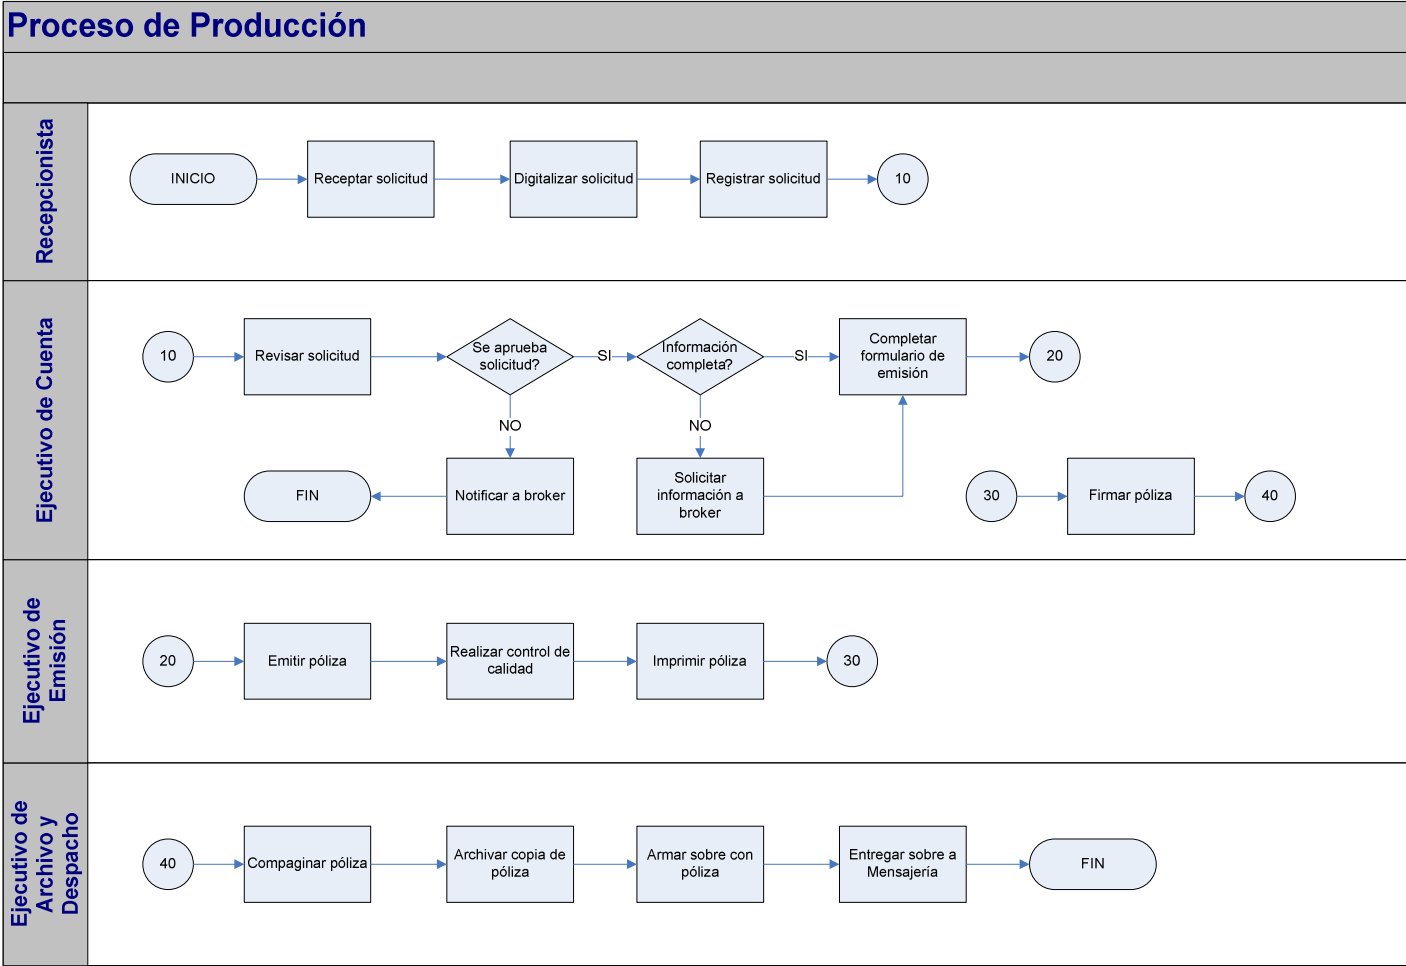 Proceso de Producción
Recepcionista
INICIO
Receptar solicitud
Digitalizar solicitud
Registrar solicitud
10
Ejecutivo de Cuenta
10
Revisar solicitud
Se aprueba
solicitud?
SI
Información
completa?
SI
Completar
formulario de
emisión
20
NO
NO
FIN
Notificar a broker
Solicitar
información a
broker
30
Firmar póliza
40
Ejecutivo de
Emisión
20
Emitir póliza
Realizar control de
calidad
Imprimir póliza
30
Ejecutivo de
Archivo y
Despacho
40
Compaginar póliza
Archivar copia de
póliza
Armar sobre con
póliza
Entregar sobre a
Mensajería
FIN